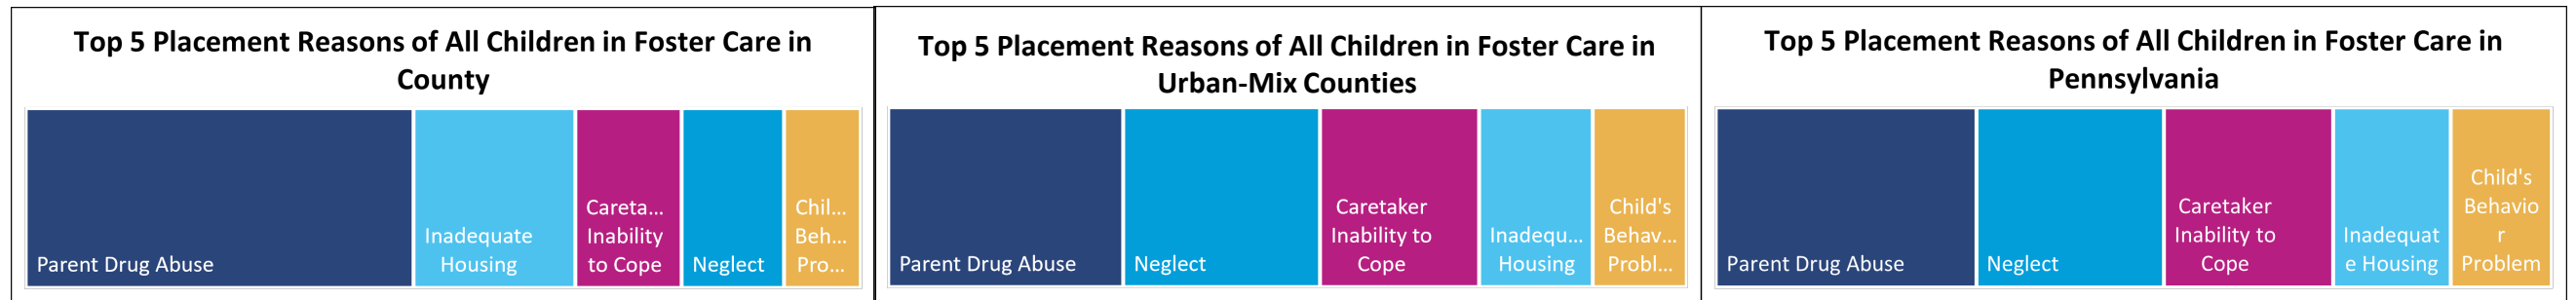 Top 5 Placement Reasons of All Children in Foster Care in
County
Parent Drug Abuse
Inadequate
Housing
Careta...
Inability
to Cope
Neglect
Chil...
Beh...
Pro...
Top 5 Placement Reasons of All Children in Foster Care in
Urban-Mix Counties
Parent Drug Abuse
Neglect
Caretaker
Inability to
Cope
Inadequ...
Housing
Child's
Behav...
Probl...
Top 5 Placement Reasons of All Children in Foster Care in
Pennsylvania
Parent Drug Abuse
Neglect
Caretaker
Inability to
Cope
Inadequat
e Housing
Child's
Behavio
r
Problem